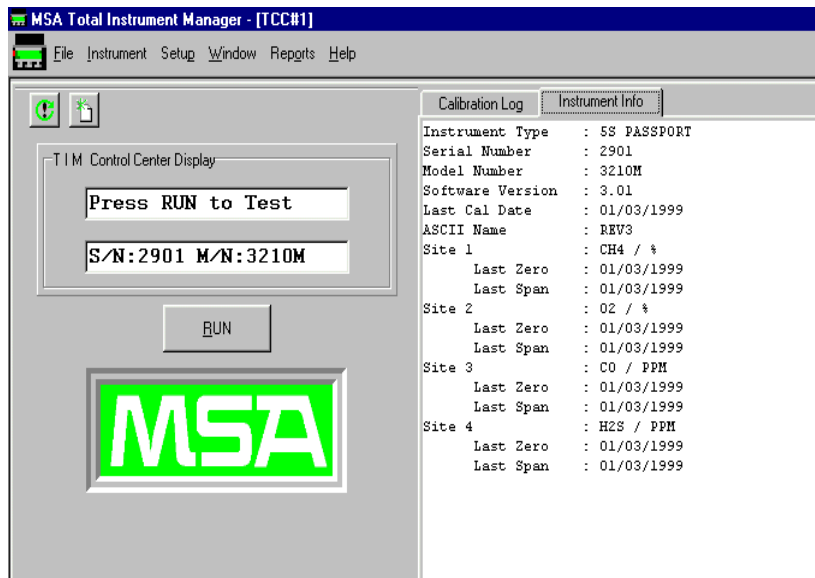 MSA Total Instrument Manager - [TCC#1]
File Instrument Setup Window Reports Help
Calibration Log Instrument Info
T I M Control Center Display
Press RUN to Test
S/N:2901 M/N:3210M
RUN
MSA
Instrument Type : 5S PASSPORT
Serial Number : 2901
Model Number : 3210M
Software Version : 3.01
Last Cal Date : 01/03/1999
ASCII Name : REV3
Site 1 : CH4 / %
Last Zero : 01/03/1999
Last Span : 01/03/1999
Site 2 : O2 / %
Last Zero : 01/03/1999
Last Span : 01/03/1999
Site 3 : CO / PPM
Last Zero : 01/03/1999
Last Span : 01/03/1999
Site 4 : H2S / PPM
Last Zero : 01/03/1999
Last Span : 01/03/1999